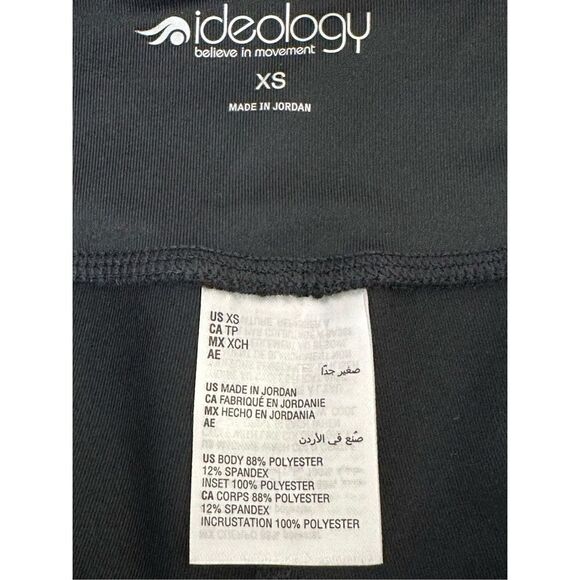 ideology
believe in movement
XS
MADE IN JORDAN
US XS
CA TP
MX XCH
AE
صغير جدًا
US MADE IN JORDAN
CA FABRIQUÉ EN JORDANIE
MX HECHO EN JORDANIA
AE
صُنع في الأردن
US BODY 88% POLYESTER
12% SPANDEX
INSET 100% POLYESTER
CA CORPS 88% POLYESTER
12% SPANDEX
INCRUSTATION 100% POLYESTER